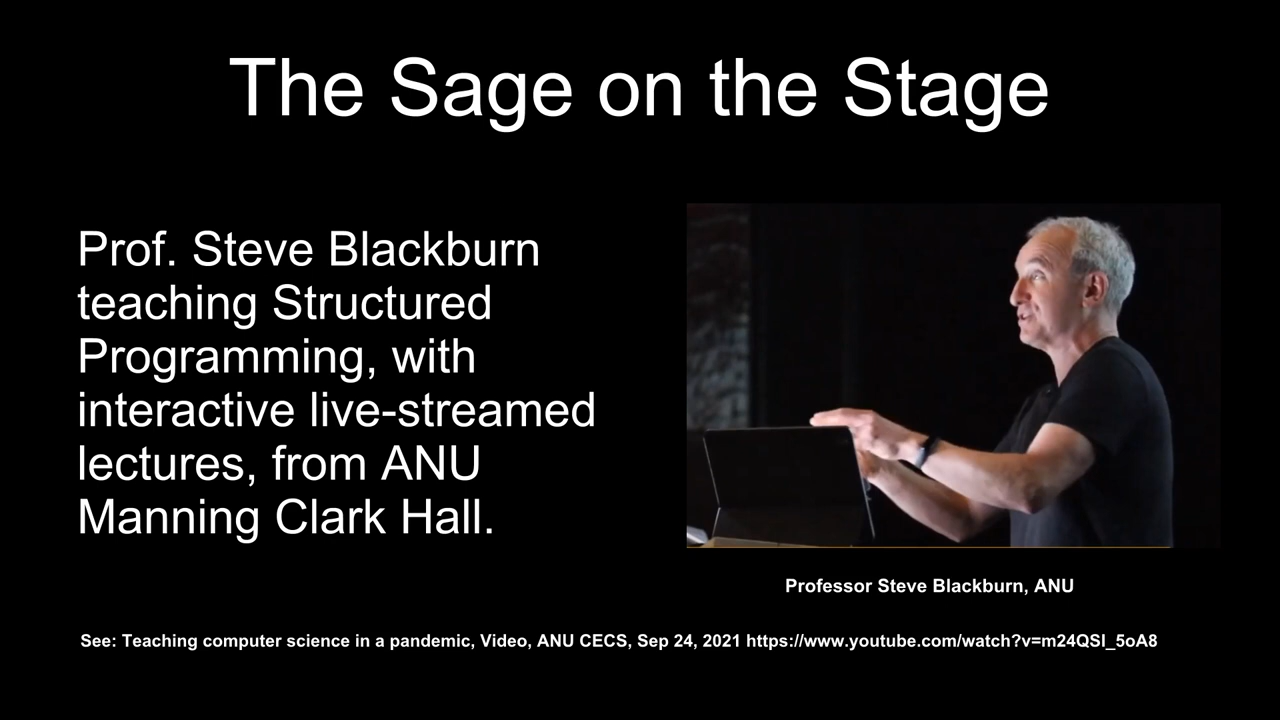 The Sage on the Stage
Prof. Steve Blackburn
teaching Structured
Programming, with
interactive live-streamed
lectures, from ANU
Manning Clark Hall.
Professor Steve Blackburn, ANU
See: Teaching computer science in a pandemic, Video, ANU CECS, Sep 24, 2021 https://www.youtube.com/watch?v=m24QSI_5oA8